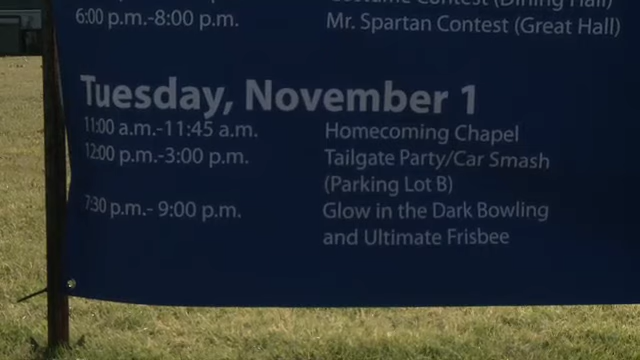 Costume Contest (Dining Hall)
6:00 p.m.-8:00 p.m. Mr. Spartan Contest (Great Hall)
Tuesday, November 1
11:00 a.m.-11:45 a.m. Homecoming Chapel
12:00 p.m.-3:00 p.m. Tailgate Party/Car Smash
(Parking Lot B)
7:30 p.m.- 9:00 p.m. Glow in the Dark Bowling
and Ultimate Frisbee